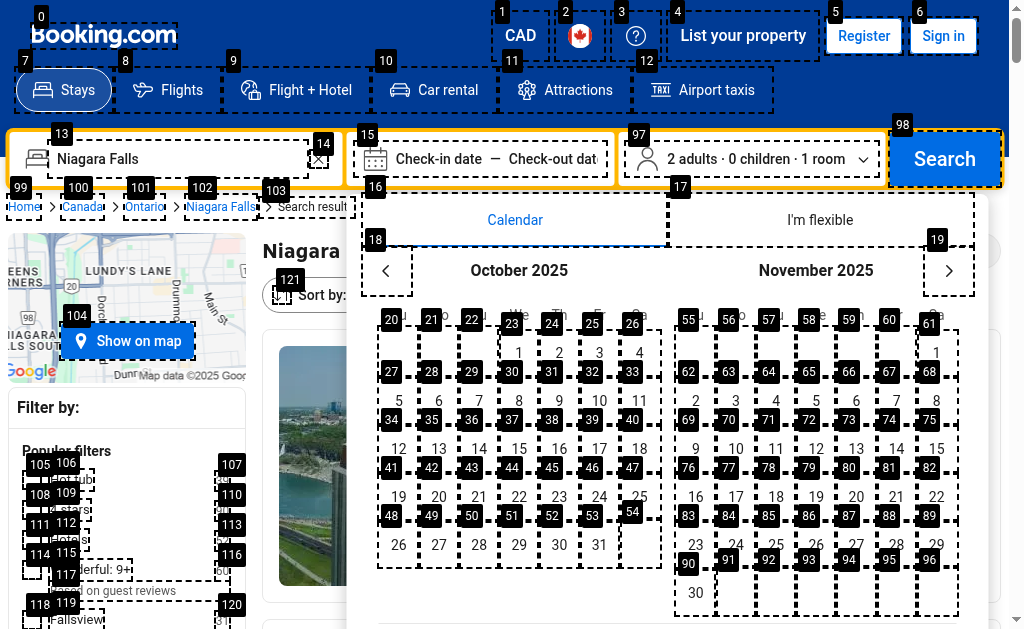 0
Booking.com
1
CAD
2
3
4
List your property
5
Register
6
Sign in
7
Stays
8
Flights
9
Flight + Hotel
10
Car rental
11
Attractions
12
Airport taxis
13
Niagara Falls
14
15
Check-in date — Check-out dat
97
2 adults · 0 children · 1 room
98
Search
99
Home
100
Canada
101
Ontario
102
Niagara Falls
103
Search result
16
Calendar
17
I'm flexible
18
October 2025
November 2025
19
LUNDY'S LANE
20
98
Main St
104
Show on map
Google
Map data ©2025 Goo
Niagara
121
Sort by:
20 21 22 23 24 25 26
1 2 3 4
27 28 29 30 31 32 33
5 6 7 8 9 10 11
34 35 36 37 38 39 40
12 13 14 15 16 17 18
41 42 43 44 45 46 47
19 20 21 22 23 24 25
48 49 50 51 52 53 54
26 27 28 29 30 31
55 56 57 58 59 60 61
1
62 63 64 65 66 67 68
2 3 4 5 6 7 8
69 70 71 72 73 74 75
9 10 11 12 13 14 15
76 77 78 79 80 81 82
16 17 18 19 20 21 22
83 84 85 86 87 88 89
23 24 25 26 27 28 29
90 91 92 93 94 95 96
30
Filter by:
Popular filters
105 106 107
Hot tub
108 109 110
stars
111 112 113
Hotels
114 115 116
derful: 9+
117
Based on guest reviews
118 119 120
Fallsview